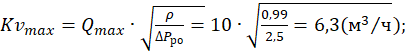 Kv_max = Q_max · √(ρ / ΔP_po) = 10 · √(0,99 / 2,5) = 6,3(м³/ч);